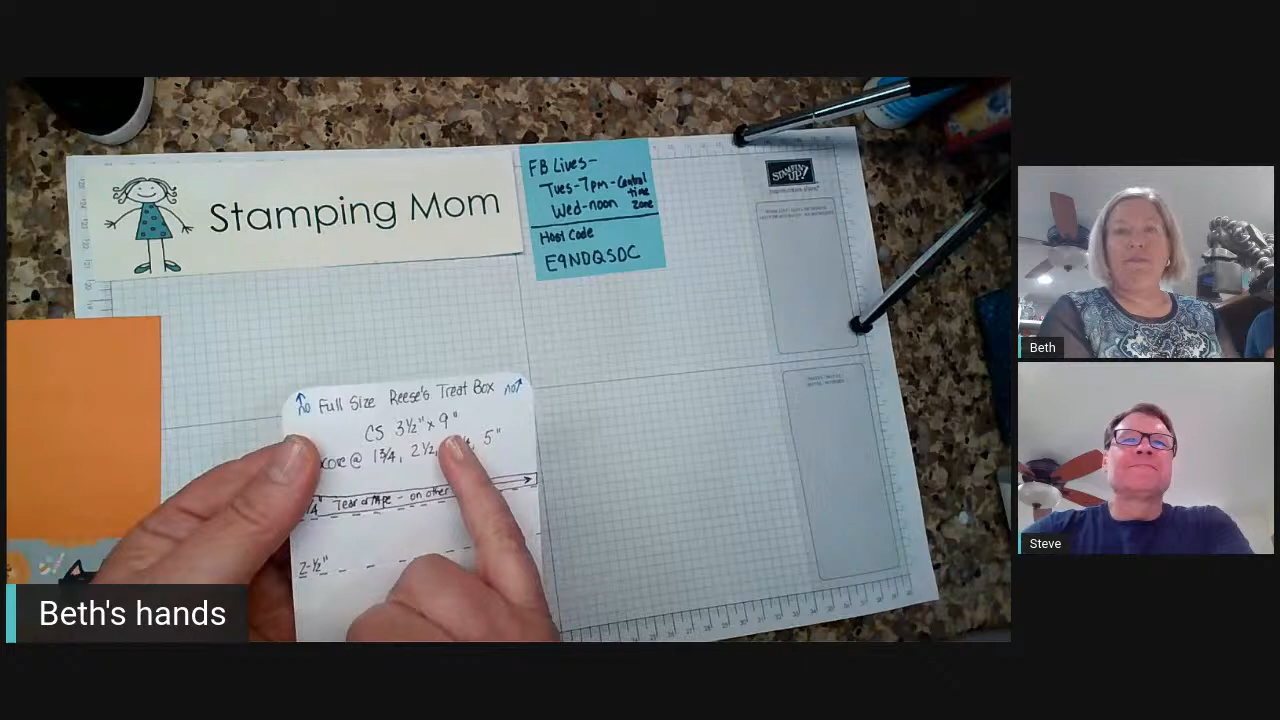 Stamping Mom
FB Lives-
Tues-7pm-Central
time
Wed-noon zone
Host Code
E9NDQSDC
STAMPIN' UP!
no Full Size Reese's Treat Box no
CS 3½" x 9"
@ 1¾, 2½, 5"
Tear & Tape - on other
2-½"
Beth's hands
Beth
Steve